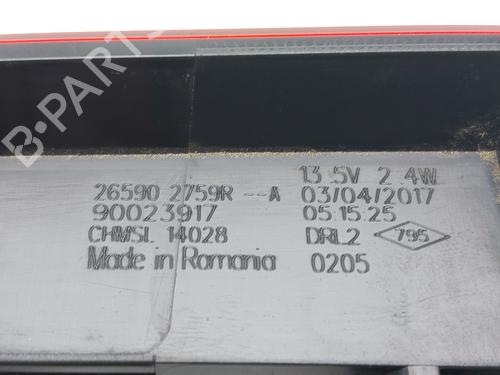 B-PARTS
13.5V 2.4W
26590 2759R --A 03/04/2017
90023917 05:15:25
CHMSL 14028 DRL2 795
Made in Romania 0205